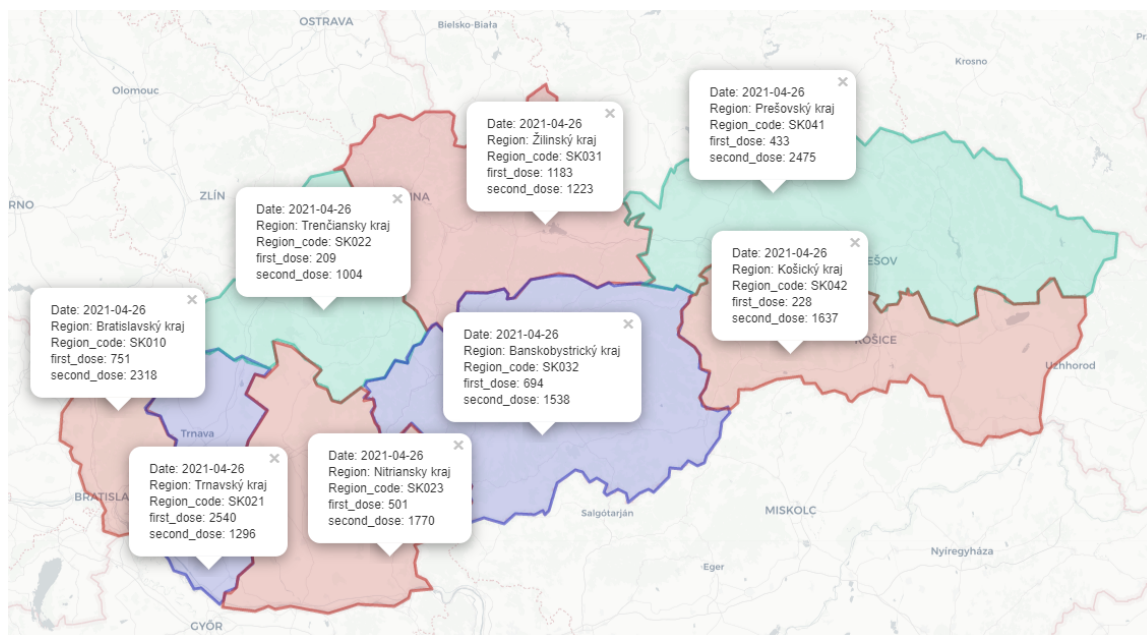 OSTRAVA
Bielsko-Biała
Krosno
Olomouc
ZLÍN
Date: 2021-04-26
Region: Prešovský kraj
Region_code: SK041
first_dose: 433
second_dose: 2475
×
Date: 2021-04-26
Region: Žilinský kraj
Region_code: SK031
first_dose: 1183
second_dose: 1223
×
Date: 2021-04-26
Region: Trenčiansky kraj
Region_code: SK022
first_dose: 209
second_dose: 1004
×
Date: 2021-04-26
Region: Košický kraj
Region_code: SK042
first_dose: 228
second_dose: 1637
×
Date: 2021-04-26
Region: Bratislavský kraj
Region_code: SK010
first_dose: 751
second_dose: 2318
×
Date: 2021-04-26
Region: Banskobystrický kraj
Region_code: SK032
first_dose: 694
second_dose: 1538
×
KOŠICE
Uzhhorod
Trnava
Date: 2021-04-26
Region: Trnavský kraj
Region_code: SK021
first_dose: 2540
second_dose: 1296
×
Date: 2021-04-26
Region: Nitriansky kraj
Region_code: SK023
first_dose: 501
second_dose: 1770
×
Salgótarján
MISKOLC
Nyíregyháza
Eger
GYŐR